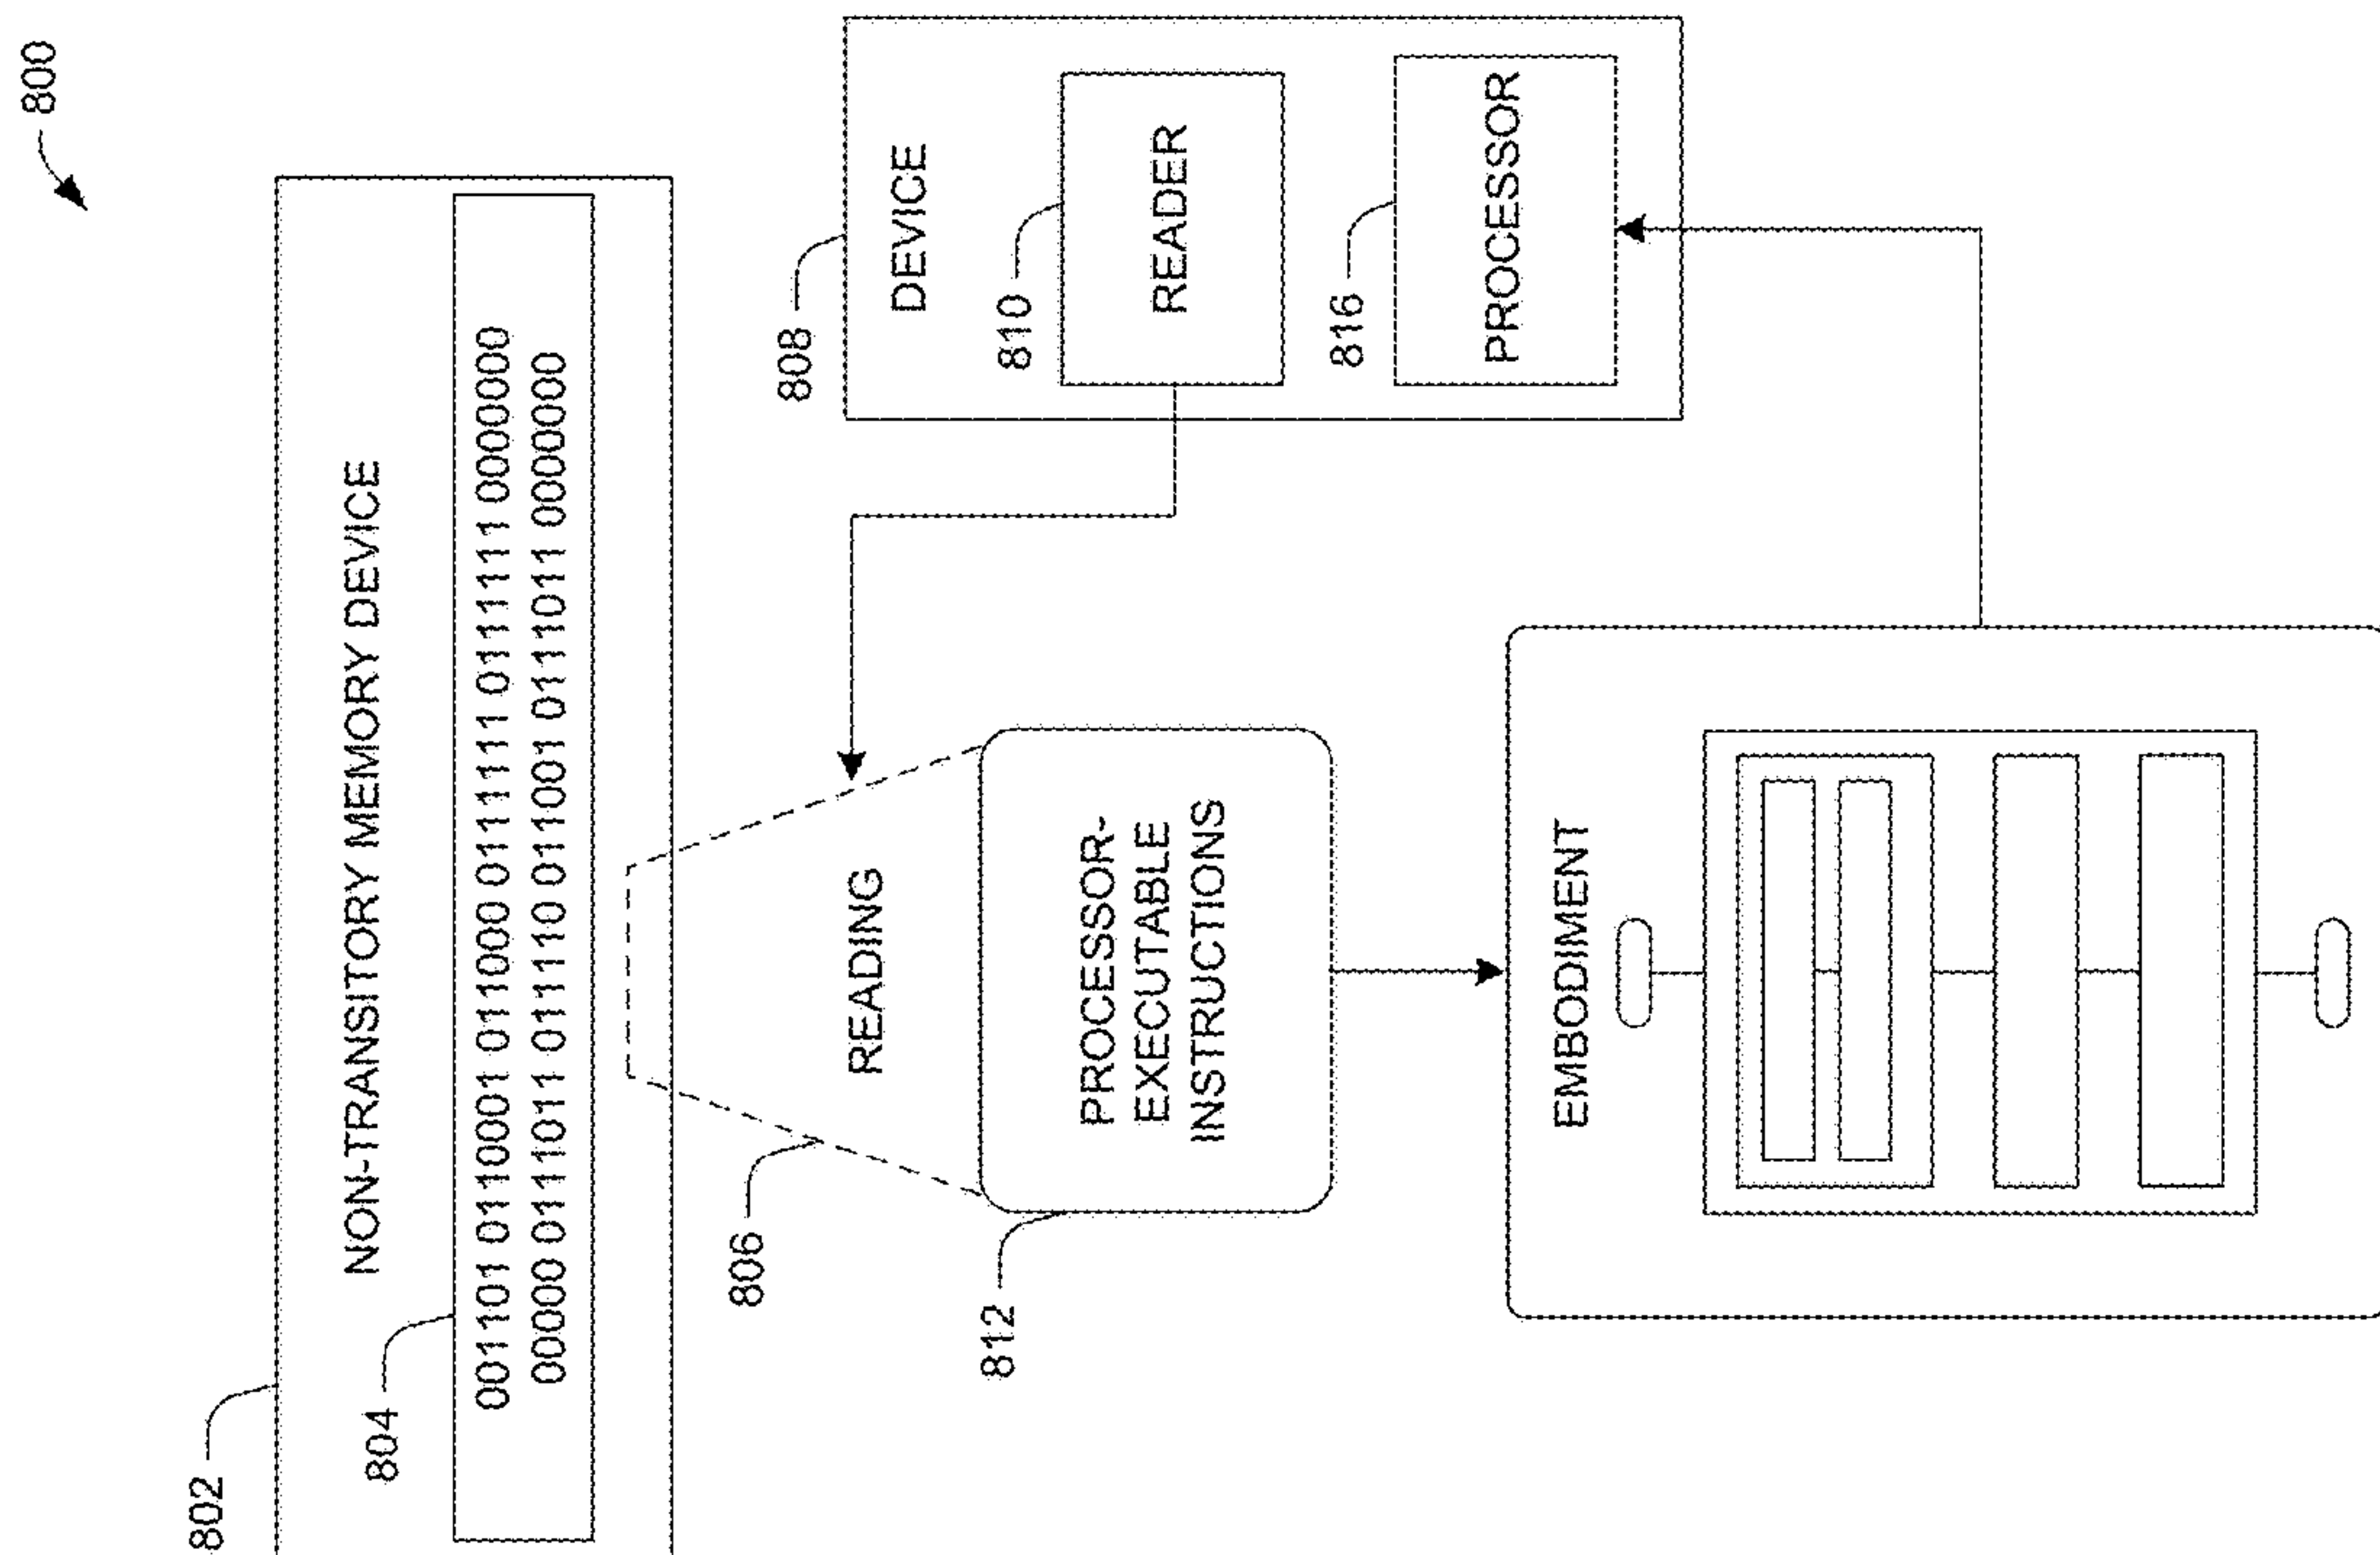 800
802
NON-TRANSITORY MEMORY DEVICE
804
001101 0110001 011000 0111111 0111111 0000000
00000 0111011 0111110 011001 0111011 0000000
806
READING
808
DEVICE
810
READER
812
PROCESSOR-
EXECUTABLE
INSTRUCTIONS
816
PROCESSOR
EMBODIMENT